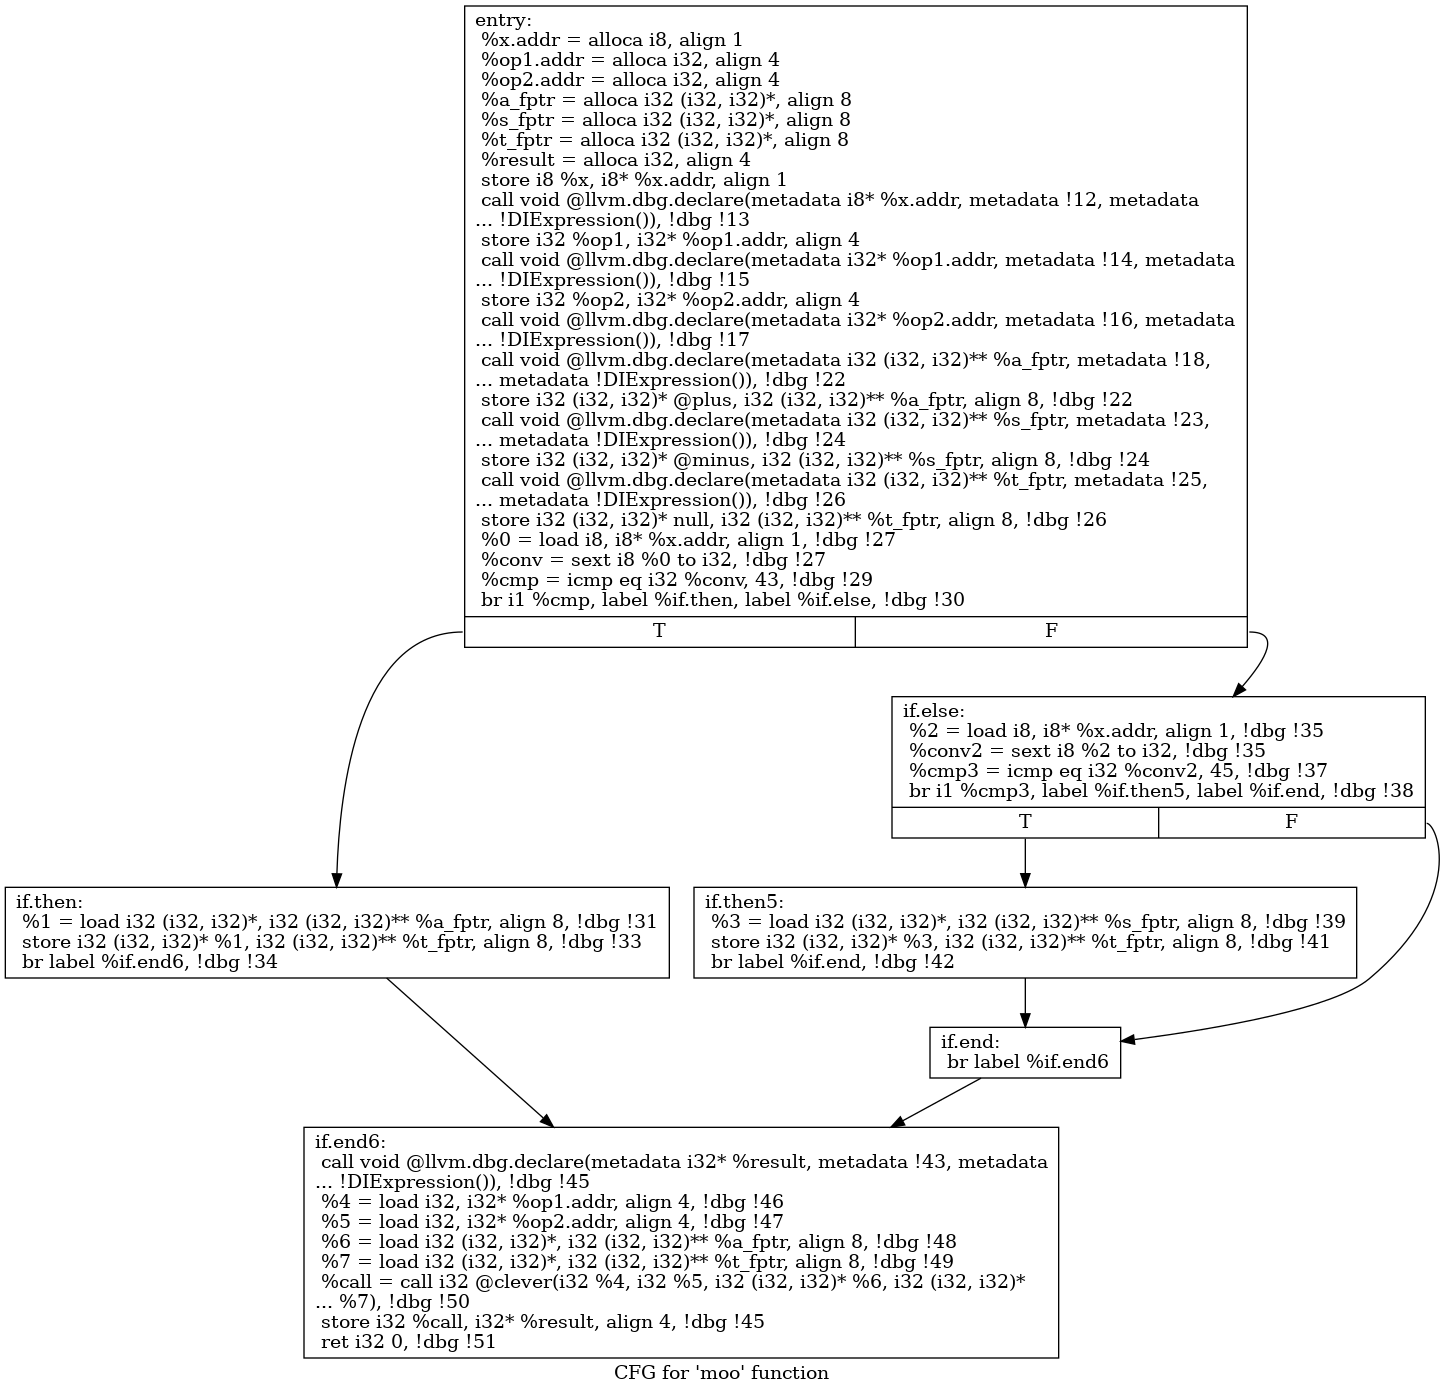 entry:
%x.addr = alloca i8, align 1
%op1.addr = alloca i32, align 4
%op2.addr = alloca i32, align 4
%a_fptr = alloca i32 (i32, i32)*, align 8
%s_fptr = alloca i32 (i32, i32)*, align 8
%t_fptr = alloca i32 (i32, i32)*, align 8
%result = alloca i32, align 4
store i8 %x, i8* %x.addr, align 1
call void @llvm.dbg.declare(metadata i8* %x.addr, metadata !12, metadata
... !DIExpression()), !dbg !13
store i32 %op1, i32* %op1.addr, align 4
call void @llvm.dbg.declare(metadata i32* %op1.addr, metadata !14, metadata
... !DIExpression()), !dbg !15
store i32 %op2, i32* %op2.addr, align 4
call void @llvm.dbg.declare(metadata i32* %op2.addr, metadata !16, metadata
... !DIExpression()), !dbg !17
call void @llvm.dbg.declare(metadata i32 (i32, i32)** %a_fptr, metadata !18,
... metadata !DIExpression()), !dbg !22
store i32 (i32, i32)* @plus, i32 (i32, i32)** %a_fptr, align 8, !dbg !22
call void @llvm.dbg.declare(metadata i32 (i32, i32)** %s_fptr, metadata !23,
... metadata !DIExpression()), !dbg !24
store i32 (i32, i32)* @minus, i32 (i32, i32)** %s_fptr, align 8, !dbg !24
call void @llvm.dbg.declare(metadata i32 (i32, i32)** %t_fptr, metadata !25,
... metadata !DIExpression()), !dbg !26
store i32 (i32, i32)* null, i32 (i32, i32)** %t_fptr, align 8, !dbg !26
%0 = load i8, i8* %x.addr, align 1, !dbg !27
%conv = sext i8 %0 to i32, !dbg !27
%cmp = icmp eq i32 %conv, 43, !dbg !29
br i1 %cmp, label %if.then, label %if.else, !dbg !30
T F
if.else:
%2 = load i8, i8* %x.addr, align 1, !dbg !35
%conv2 = sext i8 %2 to i32, !dbg !35
%cmp3 = icmp eq i32 %conv2, 45, !dbg !37
br i1 %cmp3, label %if.then5, label %if.end, !dbg !38
T F
if.then:
%1 = load i32 (i32, i32)*, i32 (i32, i32)** %a_fptr, align 8, !dbg !31
store i32 (i32, i32)* %1, i32 (i32, i32)** %t_fptr, align 8, !dbg !33
br label %if.end6, !dbg !34
if.then5:
%3 = load i32 (i32, i32)*, i32 (i32, i32)** %s_fptr, align 8, !dbg !39
store i32 (i32, i32)* %3, i32 (i32, i32)** %t_fptr, align 8, !dbg !41
br label %if.end, !dbg !42
if.end:
br label %if.end6
if.end6:
call void @llvm.dbg.declare(metadata i32* %result, metadata !43, metadata
... !DIExpression()), !dbg !45
%4 = load i32, i32* %op1.addr, align 4, !dbg !46
%5 = load i32, i32* %op2.addr, align 4, !dbg !47
%6 = load i32 (i32, i32)*, i32 (i32, i32)** %a_fptr, align 8, !dbg !48
%7 = load i32 (i32, i32)*, i32 (i32, i32)** %t_fptr, align 8, !dbg !49
%call = call i32 @clever(i32 %4, i32 %5, i32 (i32, i32)* %6, i32 (i32, i32)*
... %7), !dbg !50
store i32 %call, i32* %result, align 4, !dbg !45
ret i32 0, !dbg !51
CFG for 'moo' function